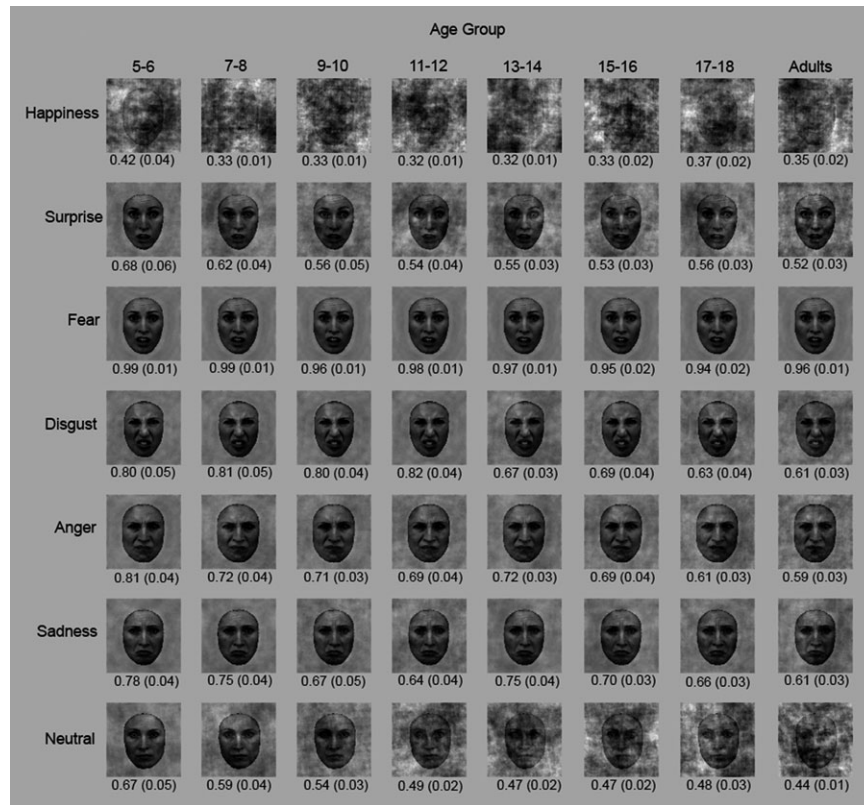 Age Group
5-6 7-8 9-10 11-12 13-14 15-16 17-18 Adults
Happiness
0.42 (0.04) 0.33 (0.01) 0.33 (0.01) 0.32 (0.01) 0.32 (0.01) 0.33 (0.02) 0.37 (0.02) 0.35 (0.02)
Surprise
0.68 (0.06) 0.62 (0.04) 0.56 (0.05) 0.54 (0.04) 0.55 (0.03) 0.53 (0.03) 0.56 (0.03) 0.52 (0.03)
Fear
0.99 (0.01) 0.99 (0.01) 0.96 (0.01) 0.98 (0.01) 0.97 (0.01) 0.95 (0.02) 0.94 (0.02) 0.96 (0.01)
Disgust
0.80 (0.05) 0.81 (0.05) 0.80 (0.04) 0.82 (0.04) 0.67 (0.03) 0.69 (0.04) 0.63 (0.04) 0.61 (0.03)
Anger
0.81 (0.04) 0.72 (0.04) 0.71 (0.03) 0.69 (0.04) 0.72 (0.03) 0.69 (0.04) 0.61 (0.03) 0.59 (0.03)
Sadness
0.78 (0.04) 0.75 (0.04) 0.67 (0.05) 0.64 (0.04) 0.75 (0.04) 0.70 (0.03) 0.66 (0.03) 0.61 (0.03)
Neutral
0.67 (0.05) 0.59 (0.04) 0.54 (0.03) 0.49 (0.02) 0.47 (0.02) 0.47 (0.02) 0.48 (0.03) 0.44 (0.01)